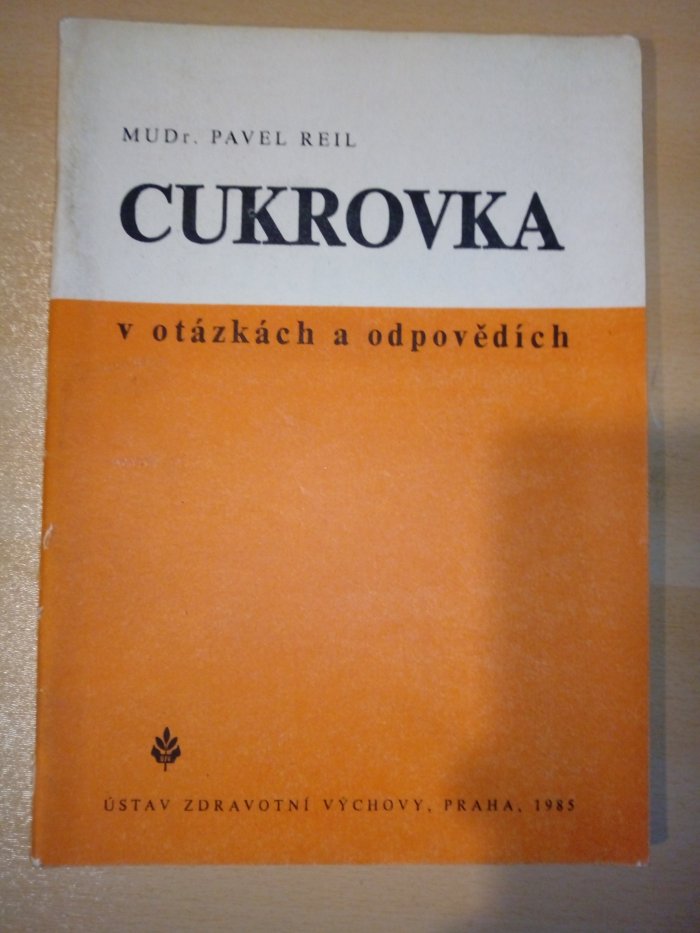 MUDr. PAVEL REIL
CUKROVKA
v otázkách a odpovědích
ÚSTAV ZDRAVOTNÍ VÝCHOVY, PRAHA, 1985